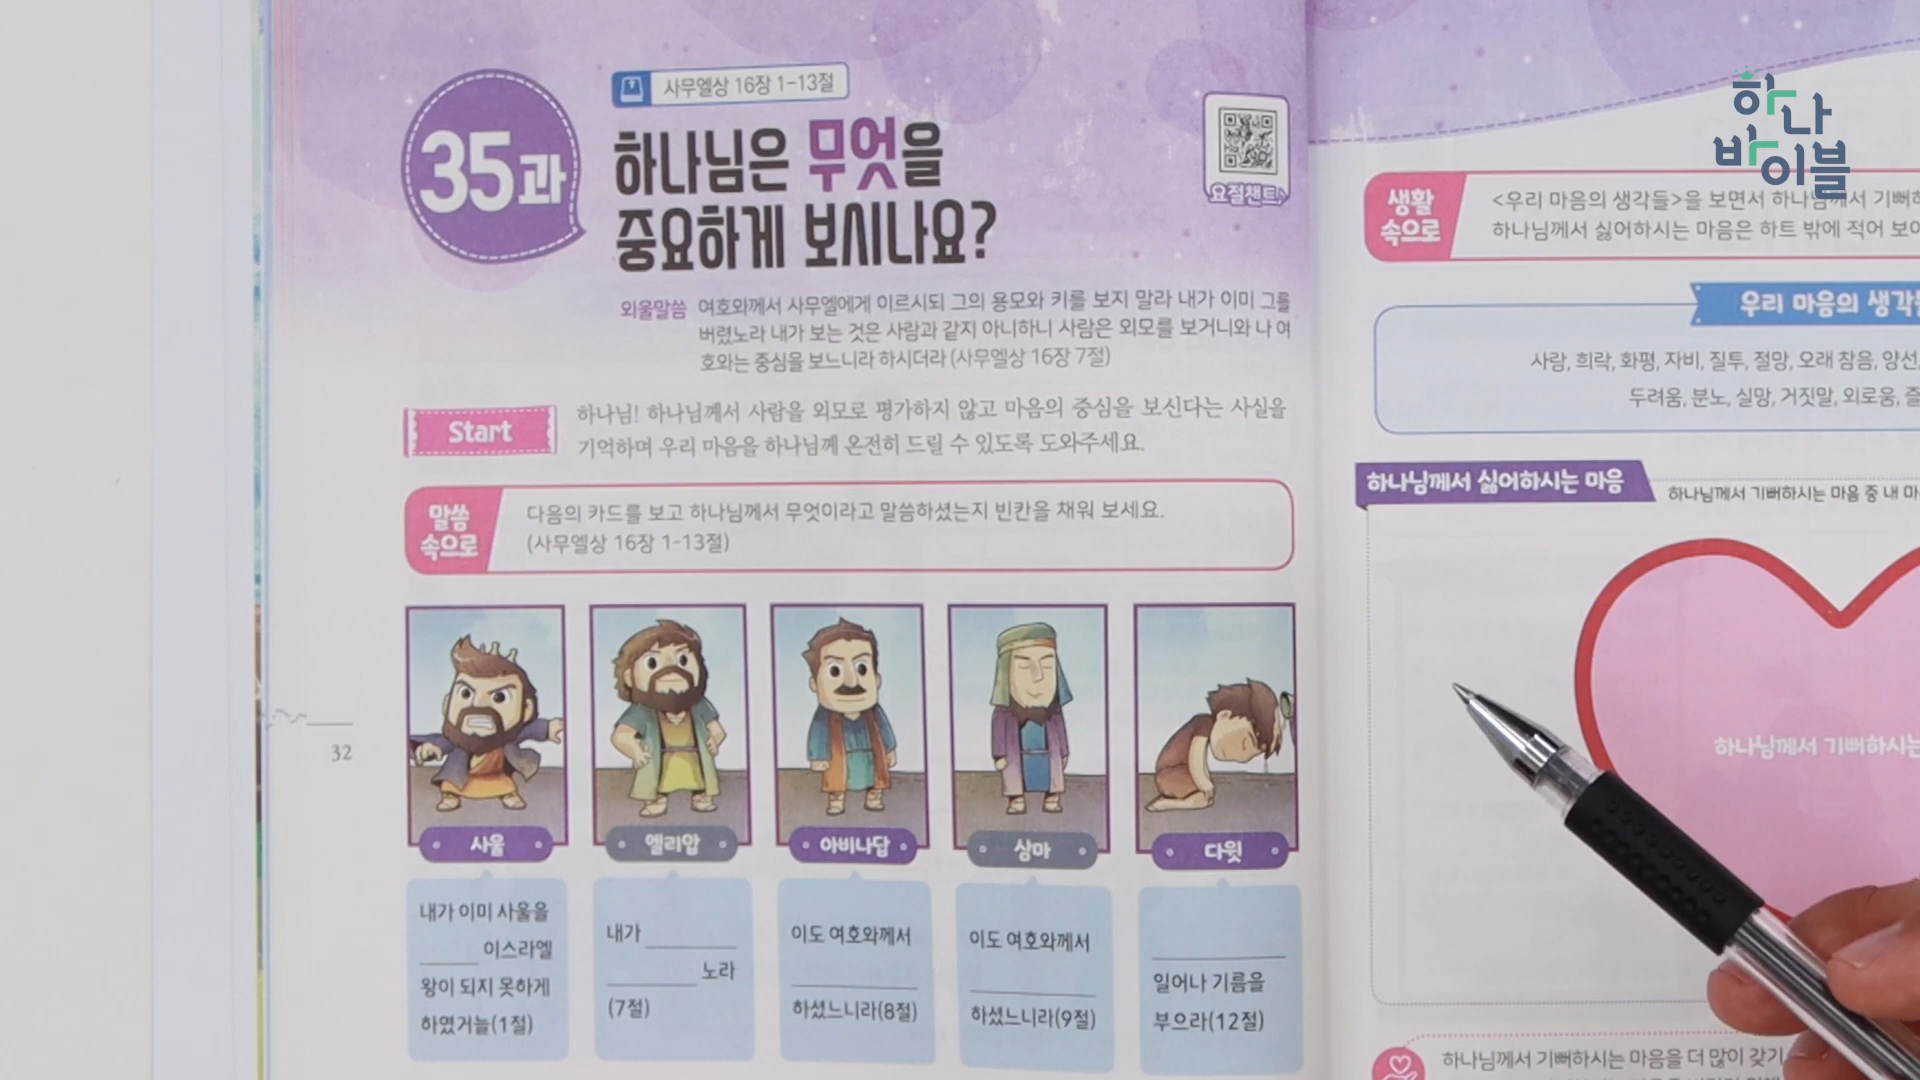 하나
바이블
사무엘상 16장 1-13절
35과
하나님은 무엇을
중요하게 보시나요?
요절챈트
외울말씀 여호와께서 사무엘에게 이르시되 그의 용모와 키를 보지 말라 내가 이미 그를
버렸노라 내가 보는 것은 사람과 같지 아니하니 사람은 외모를 보거니와 나 여
호와는 중심을 보느니라 하시더라 (사무엘상 16장 7절)
Start
하나님! 하나님께서 사람을 외모로 평가하지 않고 마음의 중심을 보신다는 사실을
기억하며 우리 마음을 하나님께 온전히 드릴 수 있도록 도와주세요.
말씀
속으로
다음의 카드를 보고 하나님께서 무엇이라고 말씀하셨는지 빈칸을 채워 보세요.
(사무엘상 16장 1-13절)
사울
엘리압
아비나답
삼마
다윗
내가 이미 사울을
______ 이스라엘
왕이 되지 못하게
하였거늘(1절)
내가 ______
______ 노라
(7절)
이도 여호와께서
______
하셨느니라(8절)
이도 여호와께서
______
하셨느니라(9절)
______
일어나 기름을
부으라(12절)
32
생활
속으로
<우리 마음의 생각들>을 보면서 하나님께서 기뻐하
하나님께서 싫어하시는 마음은 하트 밖에 적어 보
우리 마음의 생각
사랑, 희락, 화평, 자비, 질투, 절망, 오래 참음, 양선,
두려움, 분노, 실망, 거짓말, 외로움, 즐
하나님께서 싫어하시는 마음
하나님께서 기뻐하시는 마음 중 내 마
하나님께서 기뻐하시는
하나님께서 기뻐하시는 마음을 더 많이 갖기